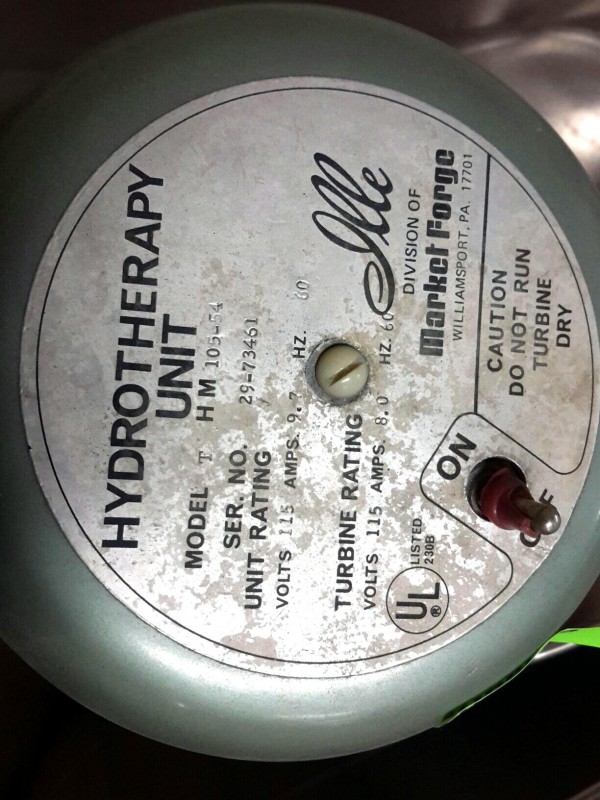 HYDROTHERAPY
UNIT
MODEL T HM 105-54
SER. NO. 29-73461
UNIT RATING
VOLTS 115 AMPS. 9.7 HZ. 60
TURBINE RATING
VOLTS 115 AMPS. 8.0 HZ. 60
Ille
DIVISION OF
Market Forge
WILLIAMSPORT, PA. 17701
UL
®
LISTED
230B
ON
CAUTION
DO NOT RUN
TURBINE
DRY